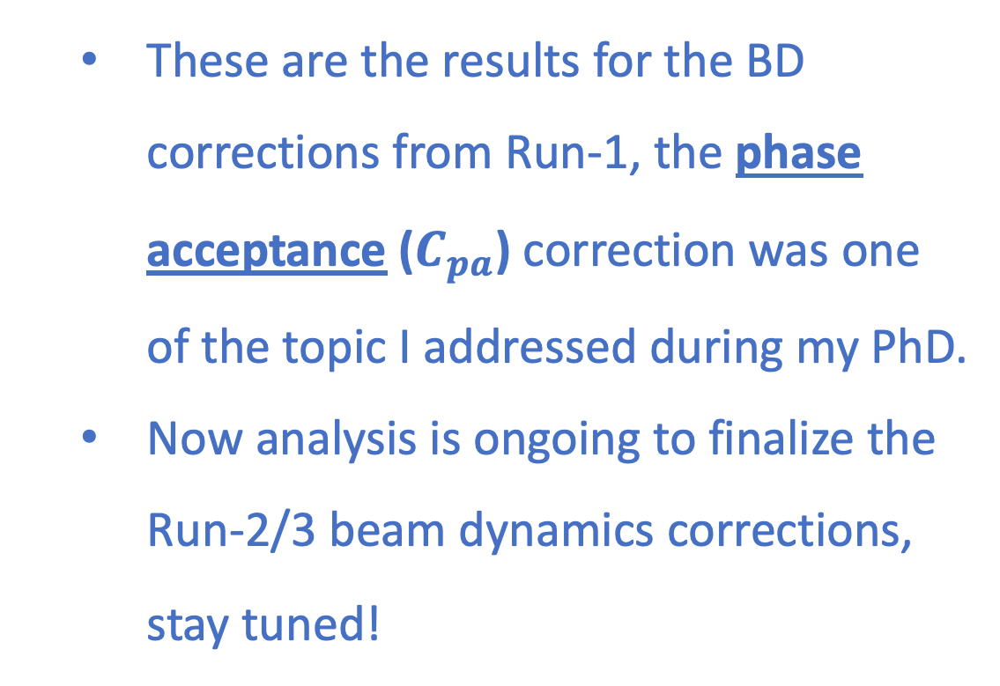 • These are the results for the BD
corrections from Run-1, the phase
acceptance (C_pa) correction was one
of the topic I addressed during my PhD.
• Now analysis is ongoing to finalize the
Run-2/3 beam dynamics corrections,
stay tuned!